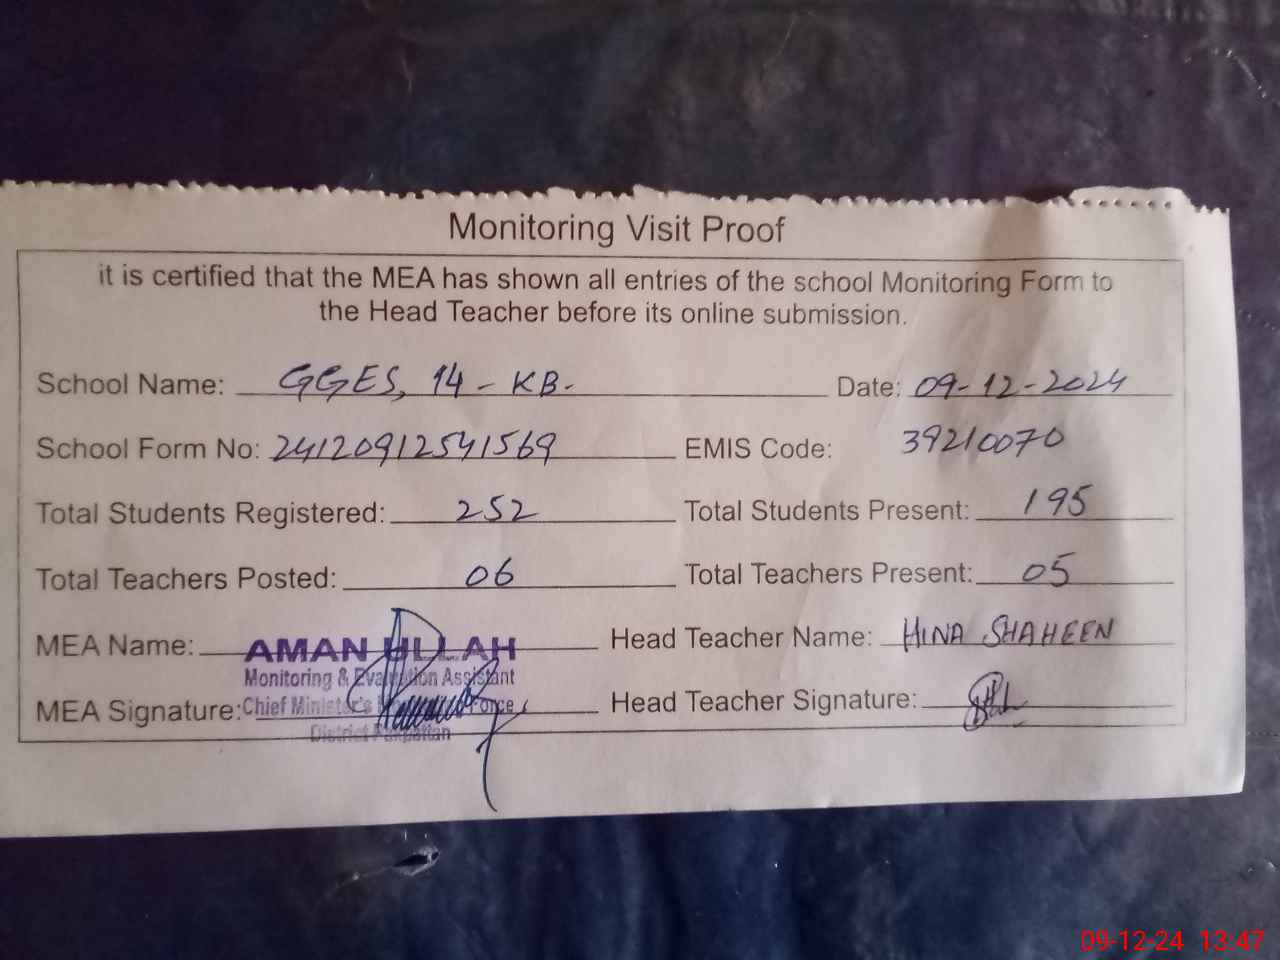 Monitoring Visit Proof
it is certified that the MEA has shown all entries of the school Monitoring Form to
the Head Teacher before its online submission.
School Name: GGES, 14 - KB. Date: 09-12-2024
School Form No: 24120912541569 EMIS Code: 39210070
Total Students Registered: 252 Total Students Present: 195
Total Teachers Posted: 06 Total Teachers Present: 05
MEA Name: AMAN ULLAH Head Teacher Name: HINA SHAHEEN
Monitoring & Evaluation Assistant
MEA Signature: Chief Minister's Force Head Teacher Signature:
District Pakpattan
09-12-24 13:47